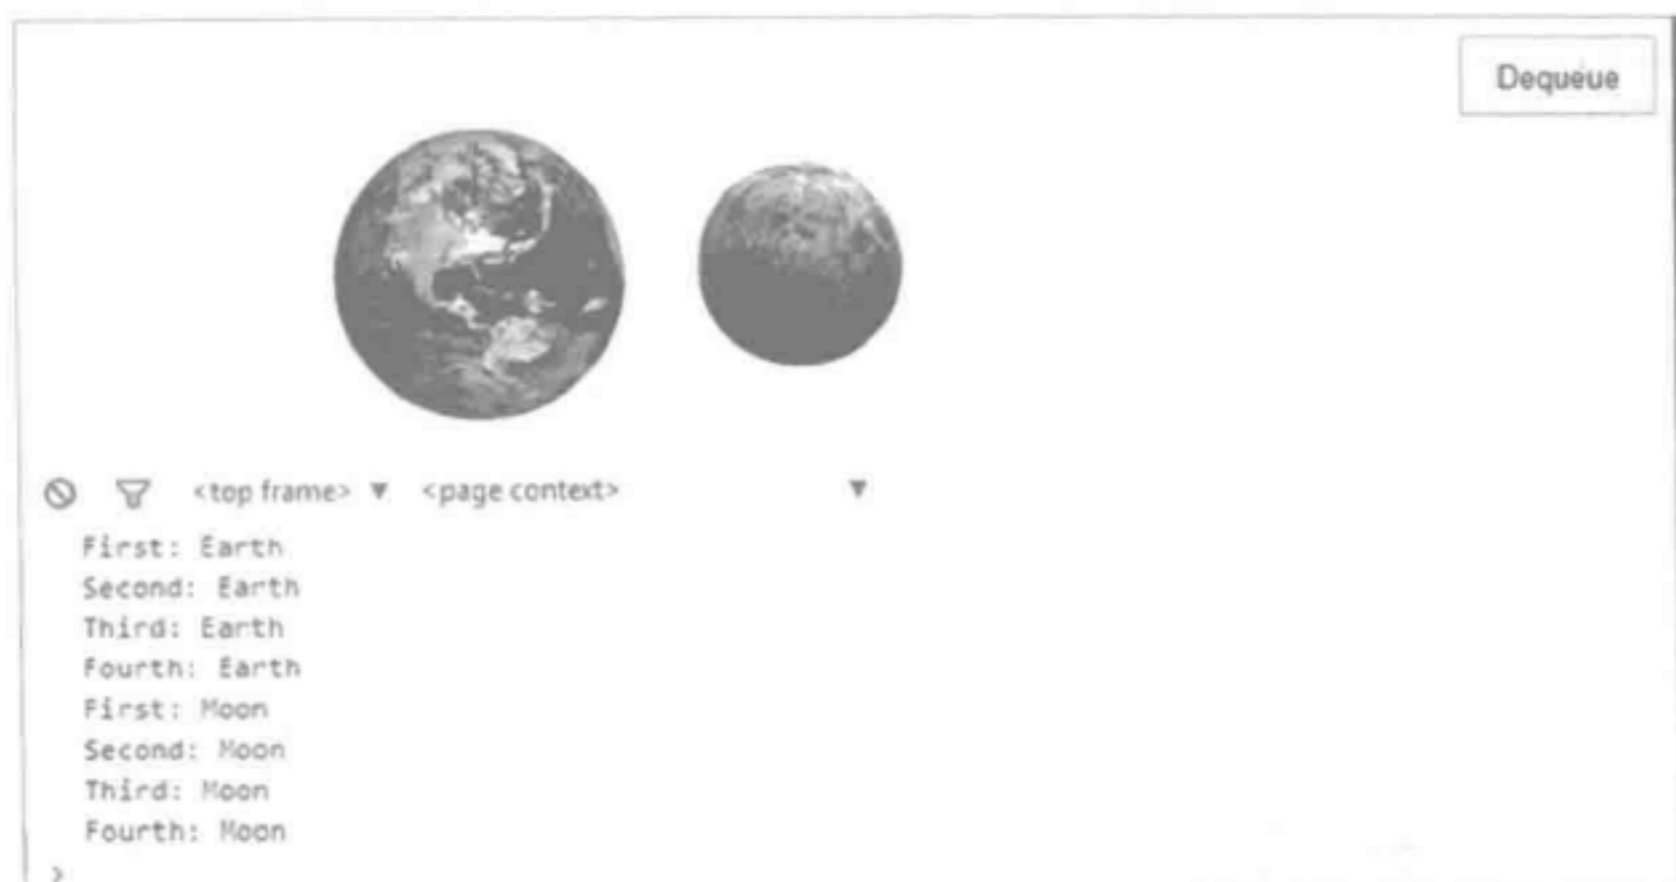 Dequeue
<top frame> ▼ <page context> ▼
First: Earth
Second: Earth
Third: Earth
Fourth: Earth
First: Moon
Second: Moon
Third: Moon
Fourth: Moon
>